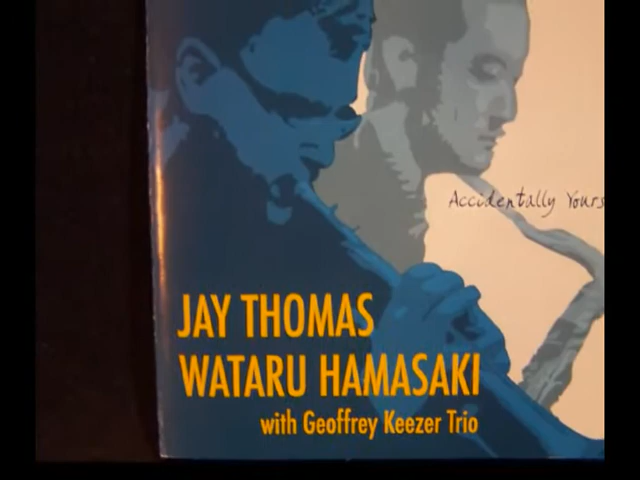 Accidentally Yours
JAY THOMAS
WATARU HAMASAKI
with Geoffrey Keezer Trio